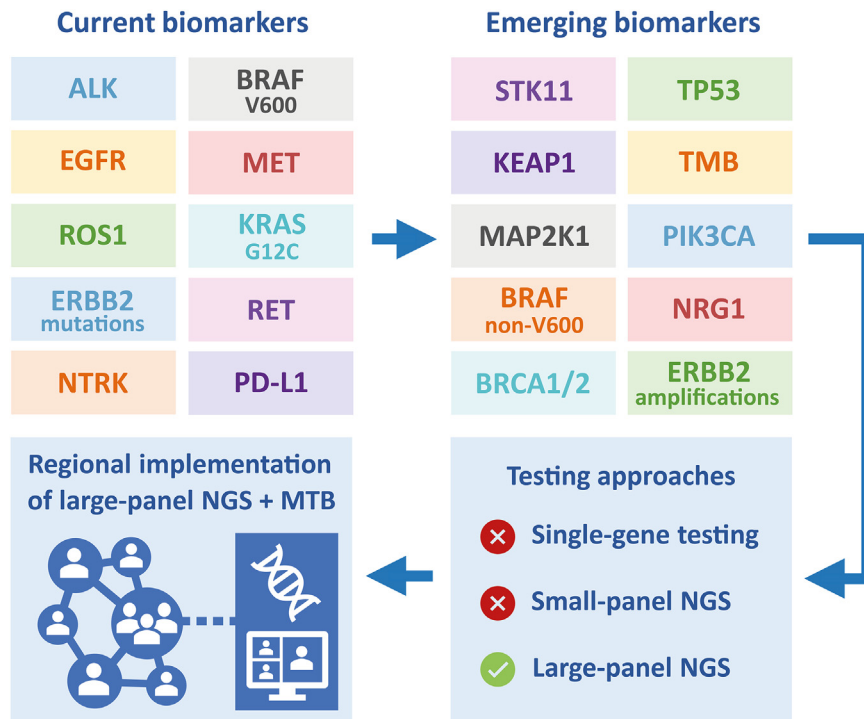 Current biomarkers
ALK
BRAF
V600
EGFR
MET
ROS1
KRAS
G12C
ERBB2
mutations
RET
NTRK
PD-L1
Emerging biomarkers
STK11
TP53
KEAP1
TMB
MAP2K1
PIK3CA
BRAF
non-V600
NRG1
BRCA1/2
ERBB2
amplifications
Testing approaches
Single-gene testing
Small-panel NGS
Large-panel NGS
Regional implementation
of large-panel NGS + MTB